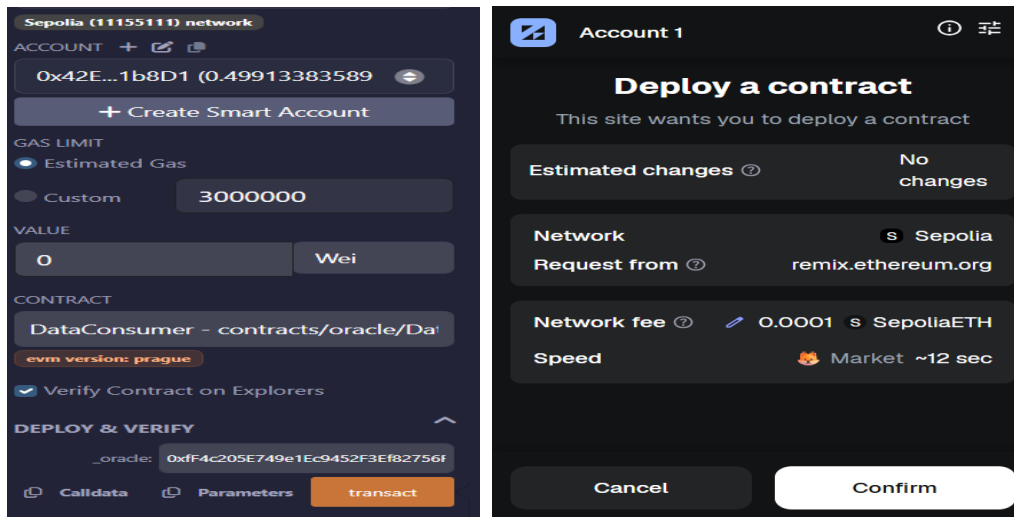 Sepolia (11155111) network
ACCOUNT
0x42E...1b8D1 (0.49913383589
+ Create Smart Account
GAS LIMIT
Estimated Gas
Custom
3000000
VALUE
0
Wei
CONTRACT
DataConsumer - contracts/oracle/Dat
evm version: prague
Verify Contract on Explorers
DEPLOY & VERIFY
_oracle: 0xfF4c205E749e1Ec9452F3Ef82756f
Calldata
Parameters
transact
Account 1
Deploy a contract
This site wants you to deploy a contract
Estimated changes
No
changes
Network
S Sepolia
Request from
remix.ethereum.org
Network fee
0.0001 S SepoliaETH
Speed
Market ~12 sec
Cancel
Confirm